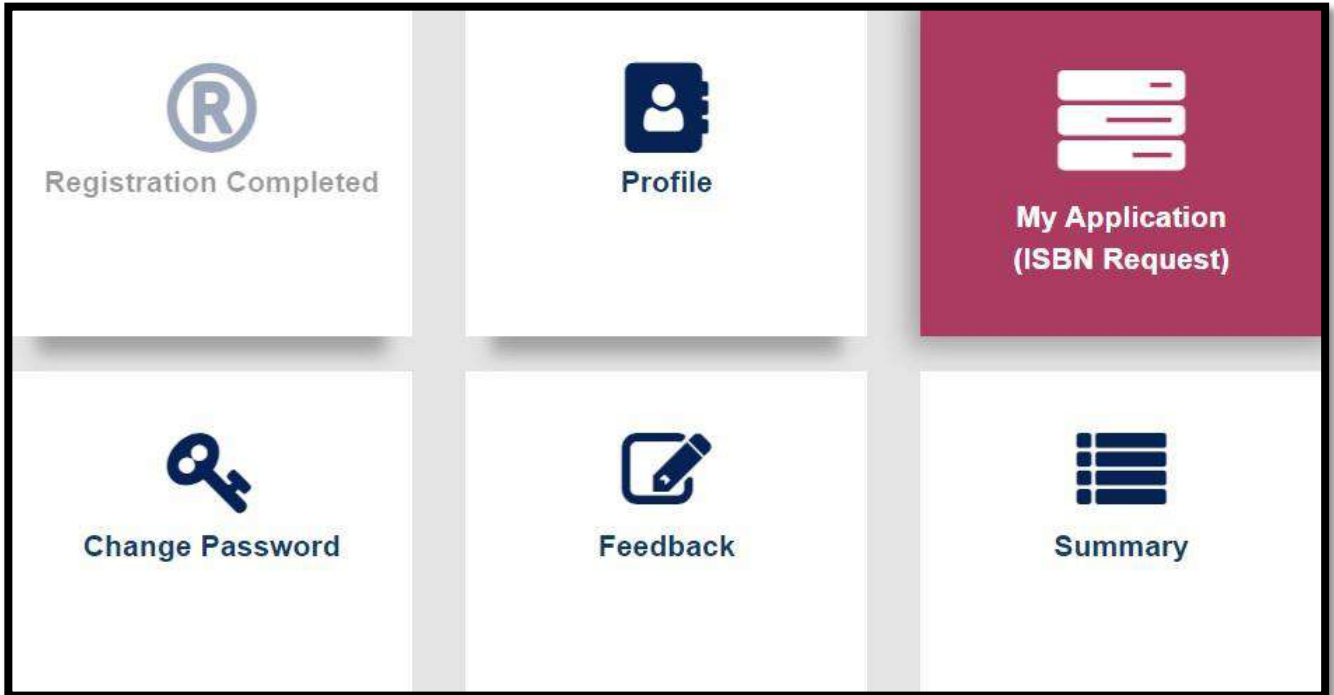 ®
Registration Completed
Profile
My Application
(ISBN Request)
Change Password
Feedback
Summary